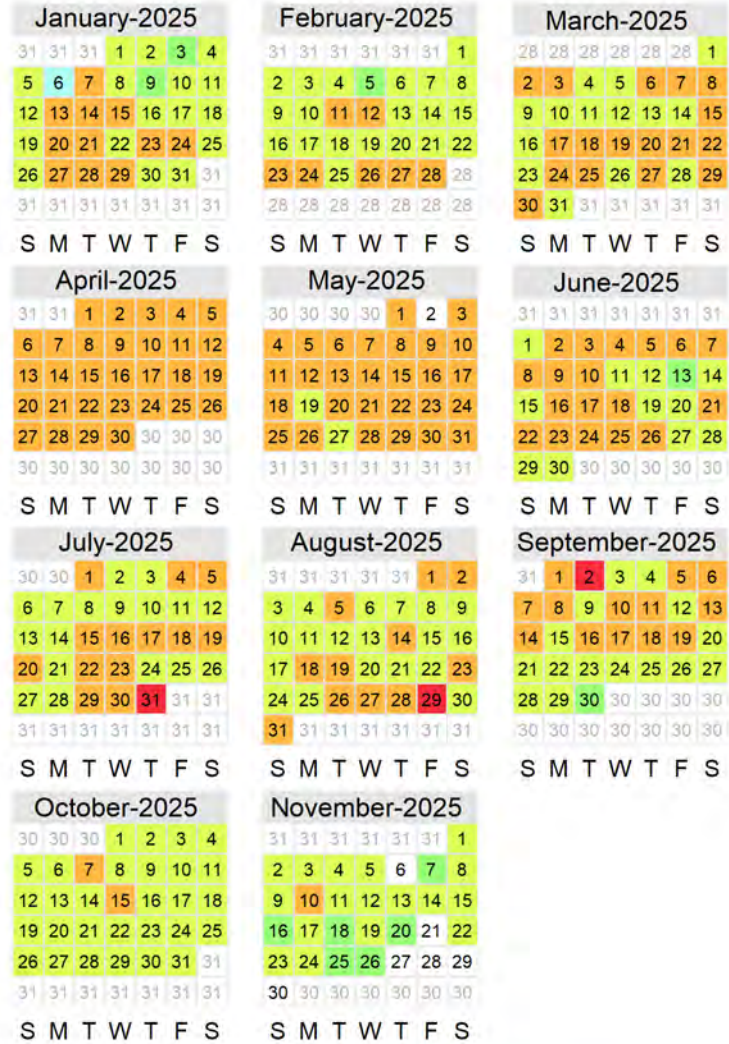 January-2025
31 31 31 1 2 3 4
5 6 7 8 9 10 11
12 13 14 15 16 17 18
19 20 21 22 23 24 25
26 27 28 29 30 31 31
31 31 31 31 31 31 31
S M T W T F S
February-2025
31 31 31 31 31 31 1
2 3 4 5 6 7 8
9 10 11 12 13 14 15
16 17 18 19 20 21 22
23 24 25 26 27 28 28
28 28 28 28 28 28 28
S M T W T F S
March-2025
28 28 28 28 28 28 1
2 3 4 5 6 7 8
9 10 11 12 13 14 15
16 17 18 19 20 21 22
23 24 25 26 27 28 29
30 31 31 31 31 31 31
S M T W T F S
April-2025
31 31 1 2 3 4 5
6 7 8 9 10 11 12
13 14 15 16 17 18 19
20 21 22 23 24 25 26
27 28 29 30 30 30 30
30 30 30 30 30 30 30
S M T W T F S
May-2025
30 30 30 30 1 2 3
4 5 6 7 8 9 10
11 12 13 14 15 16 17
18 19 20 21 22 23 24
25 26 27 28 29 30 31
31 31 31 31 31 31 31
S M T W T F S
June-2025
31 31 31 31 31 31 31
1 2 3 4 5 6 7
8 9 10 11 12 13 14
15 16 17 18 19 20 21
22 23 24 25 26 27 28
29 30 30 30 30 30 30
S M T W T F S
July-2025
30 30 1 2 3 4 5
6 7 8 9 10 11 12
13 14 15 16 17 18 19
20 21 22 23 24 25 26
27 28 29 30 31 31 31
31 31 31 31 31 31 31
S M T W T F S
August-2025
31 31 31 31 31 1 2
3 4 5 6 7 8 9
10 11 12 13 14 15 16
17 18 19 20 21 22 23
24 25 26 27 28 29 30
31 31 31 31 31 31 31
S M T W T F S
September-2025
31 1 2 3 4 5 6
7 8 9 10 11 12 13
14 15 16 17 18 19 20
21 22 23 24 25 26 27
28 29 30 30 30 30 30
30 30 30 30 30 30 30
S M T W T F S
October-2025
30 30 30 1 2 3 4
5 6 7 8 9 10 11
12 13 14 15 16 17 18
19 20 21 22 23 24 25
26 27 28 29 30 31 31
31 31 31 31 31 31 31
S M T W T F S
November-2025
31 31 31 31 31 31 1
2 3 4 5 6 7 8
9 10 11 12 13 14 15
16 17 18 19 20 21 22
23 24 25 26 27 28 29
30 30 30 30 30 30 30
S M T W T F S